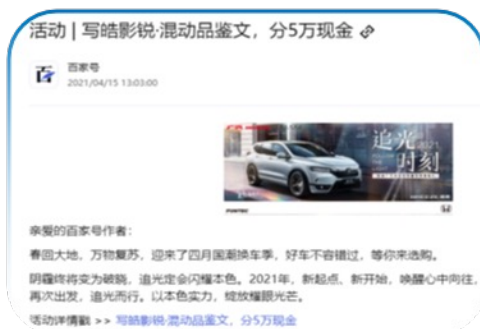 活动 | 写皓影锐·混动品鉴文，分5万现金
百家号
2021/04/15 13:03:00
追光
2021
时刻
亲爱的百家号作者：
春回大地，万物复苏，迎来了四月国潮换车季，好车不容错过，等你来选购。
阴霾终将变为破晓，追光定会闪耀本色。2021年，新起点、新开始，唤醒心中向往，
再次出发，追光而行。以本色实力，绽放耀眼光芒。
活动详情戳 >> 写皓影锐·混动品鉴文，分5万现金